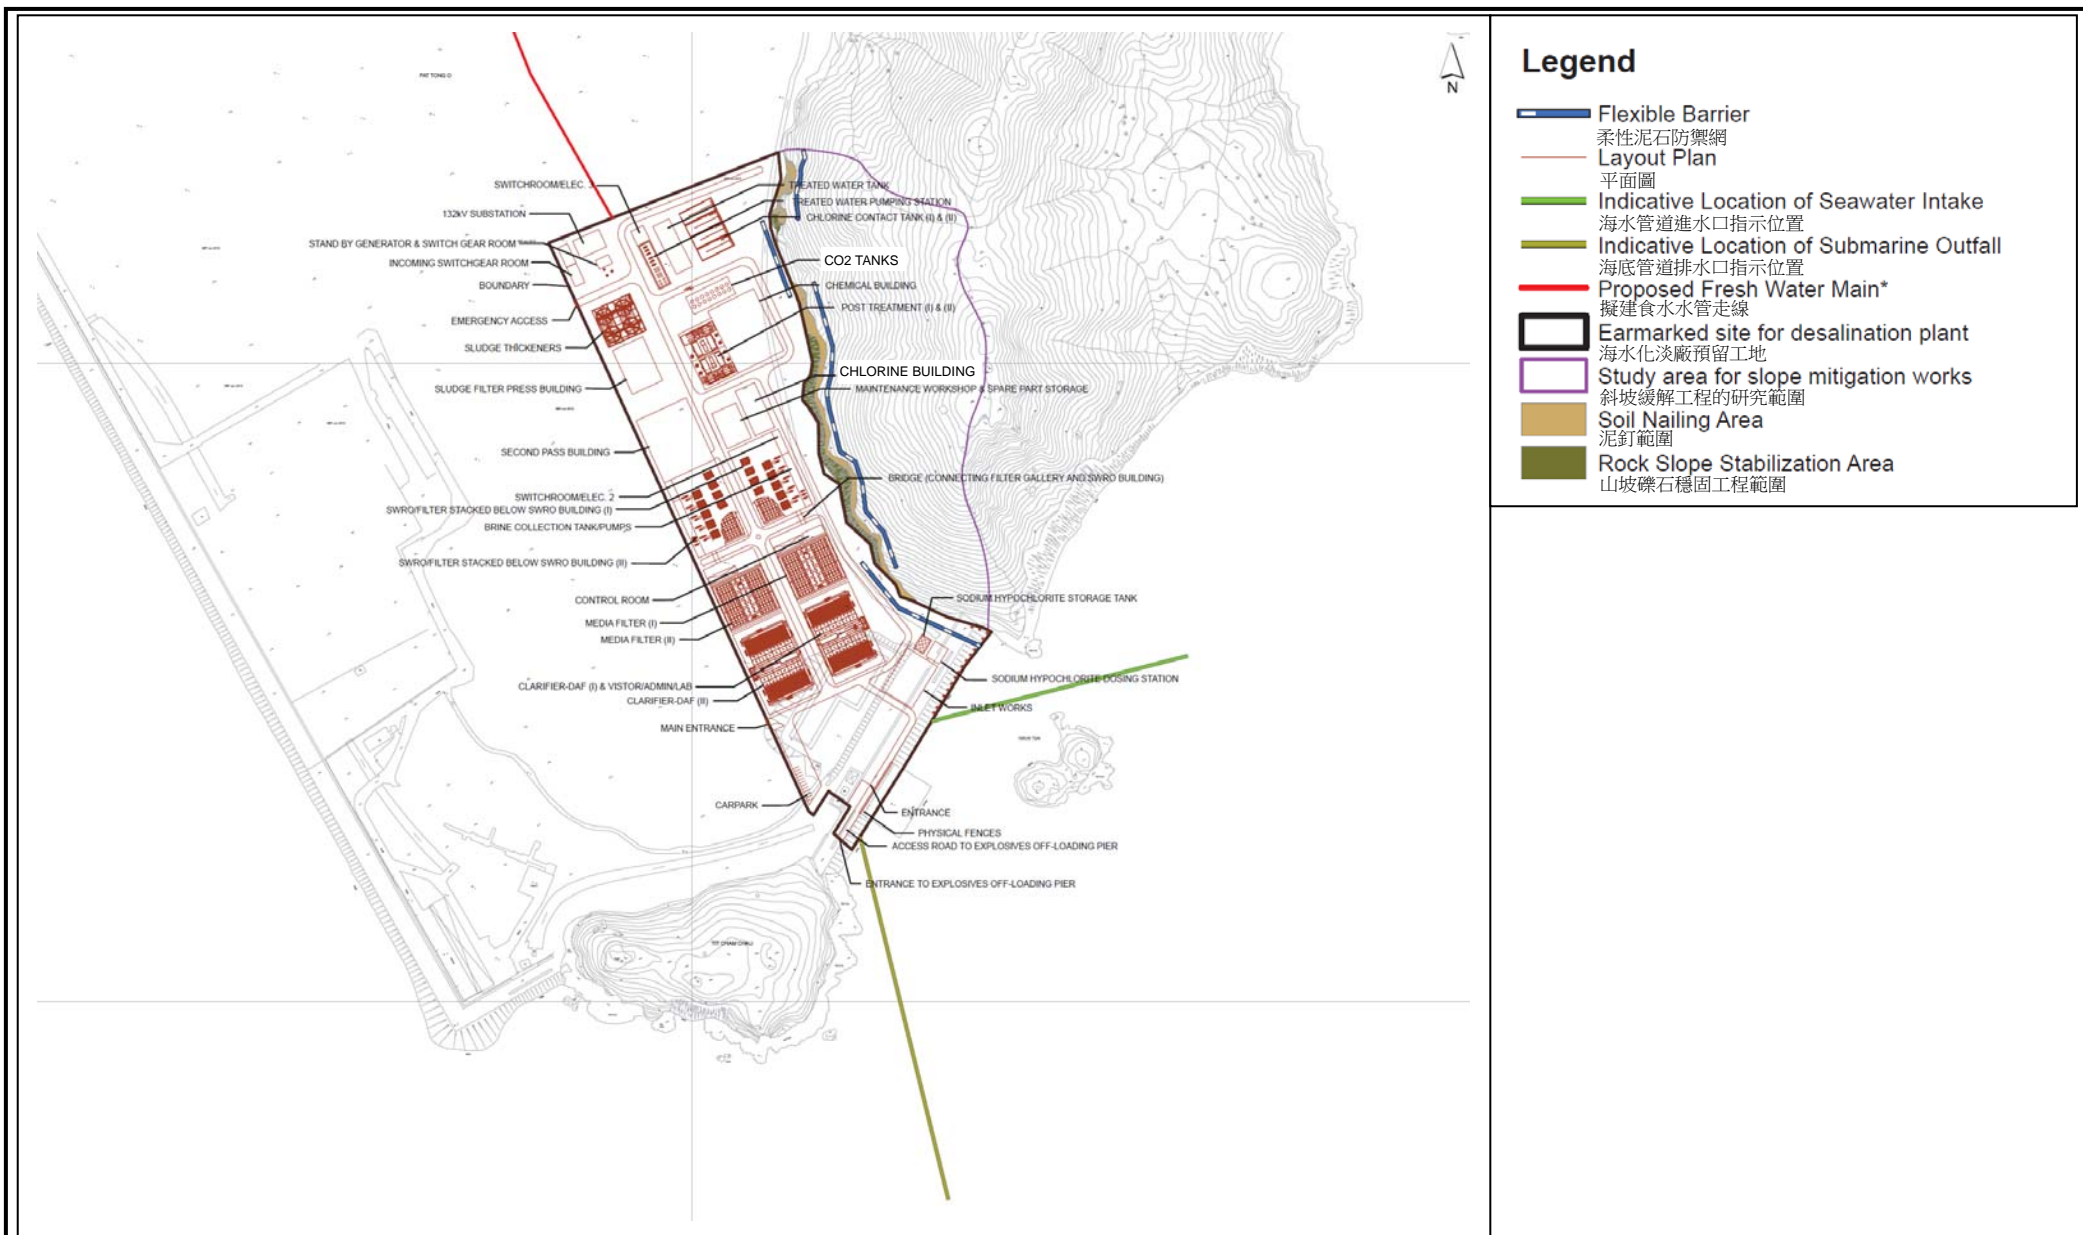 N
PAT TONG O
SWITCHROOM/ELEC. 3
132kV SUBSTATION
STAND BY GENERATOR & SWITCH GEAR ROOM
INCOMING SWITCHGEAR ROOM
BOUNDARY
EMERGENCY ACCESS
SLUDGE THICKENERS
SLUDGE FILTER PRESS BUILDING
SECOND PASS BUILDING
SWITCHROOM/ELEC. 2
SWRO/FILTER STACKED BELOW SWRO BUILDING (I)
BRINE COLLECTION TANK/PUMPS
SWRO/FILTER STACKED BELOW SWRO BUILDING (II)
CONTROL ROOM
MEDIA FILTER (I)
MEDIA FILTER (II)
CLARIFIER-DAF (I) & VISTOR/ADMIN/LAB
CLARIFIER-DAF (II)
MAIN ENTRANCE
CARPARK
TREATED WATER TANK
TREATED WATER PUMPING STATION
CHLORINE CONTACT TANK (I) & (II)
CO2 TANKS
CHEMICAL BUILDING
POST TREATMENT (I) & (II)
CHLORINE BUILDING
MAINTENANCE WORKSHOP & SPARE PART STORAGE
BRIDGE (CONNECTING FILTER GALLERY AND SWRO BUILDING)
SODIUM HYPOCHLORITE STORAGE TANK
SODIUM HYPOCHLORITE DOSING STATION
INLET WORKS
ENTRANCE
PHYSICAL FENCES
ACCESS ROAD TO EXPLOSIVES OFF-LOADING PIER
ENTRANCE TO EXPLOSIVES OFF-LOADING PIER
TIT CHAM CHAU
Legend
Flexible Barrier
柔性泥石防禦網
Layout Plan
平面圖
Indicative Location of Seawater Intake
海水管道進水口指示位置
Indicative Location of Submarine Outfall
海底管道排水口指示位置
Proposed Fresh Water Main*
擬建食水水管走線
Earmarked site for desalination plant
海水化淡廠預留工地
Study area for slope mitigation works
斜坡緩解工程的研究範圍
Soil Nailing Area
泥釘範圍
Rock Slope Stabilization Area
山坡礫石穩固工程範圍